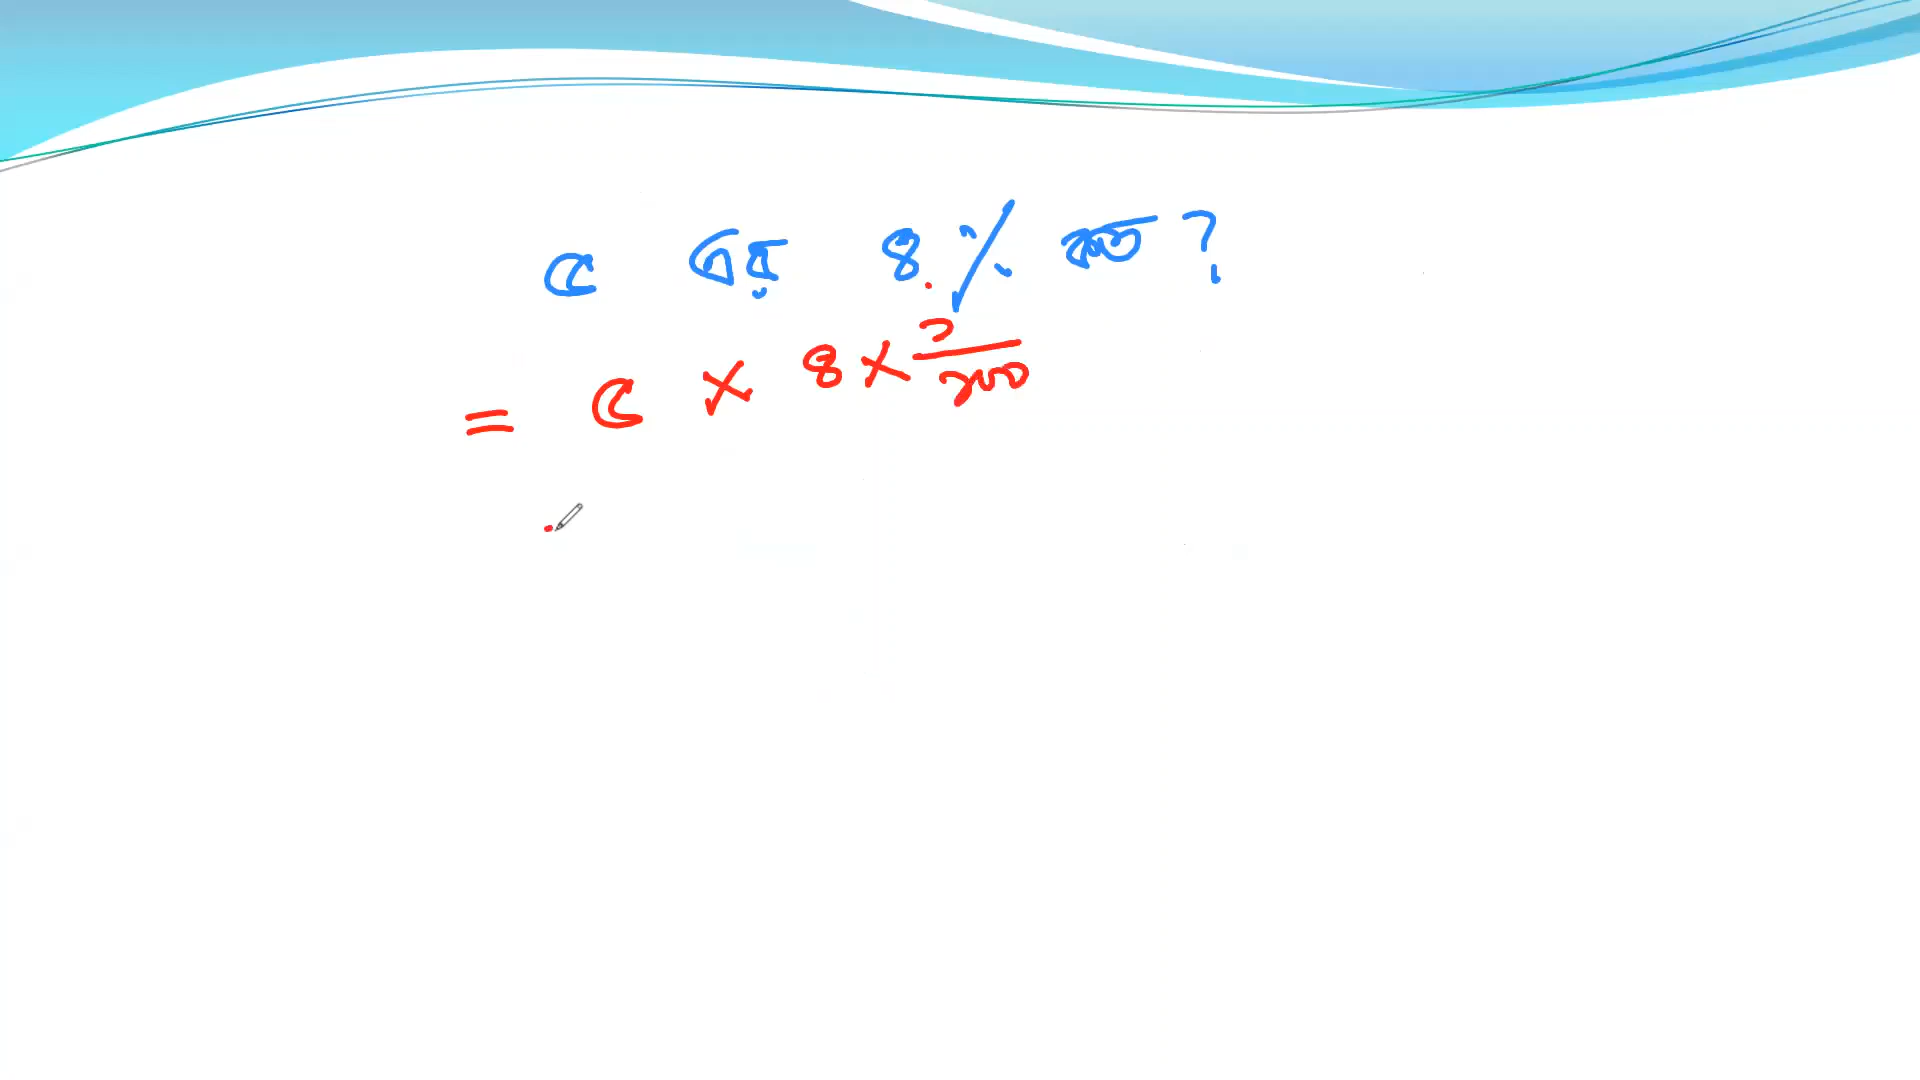 ৫ এর ৪% কত?
= ৫ × ৪ × ১/১০০